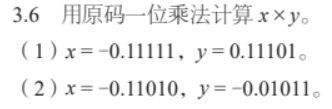 3.6 用原码一位乘法计算 x×y。
（1）x=-0.11111，y=0.11101。
（2）x=-0.11010，y=-0.01011。